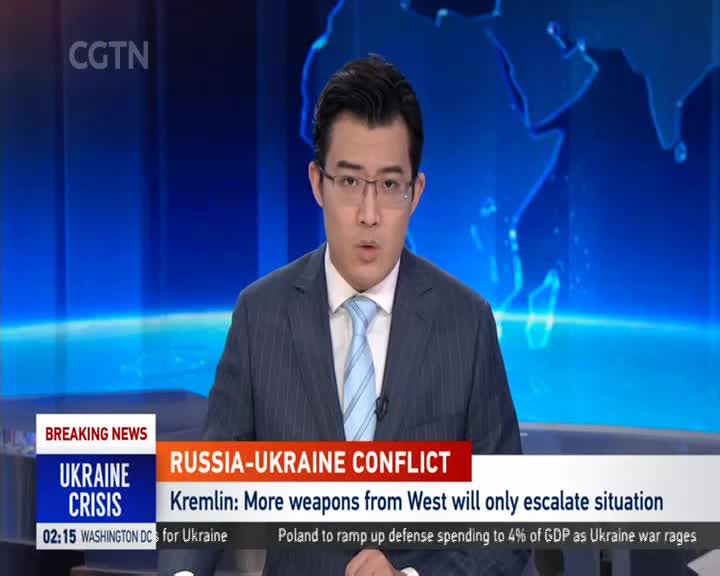 CGTN
BREAKING NEWS
UKRAINE
CRISIS
RUSSIA-UKRAINE CONFLICT
Kremlin: More weapons from West will only escalate situation
02:15 WASHINGTON DC
s for Ukraine
Poland to ramp up defense spending to 4% of GDP as Ukraine war rages